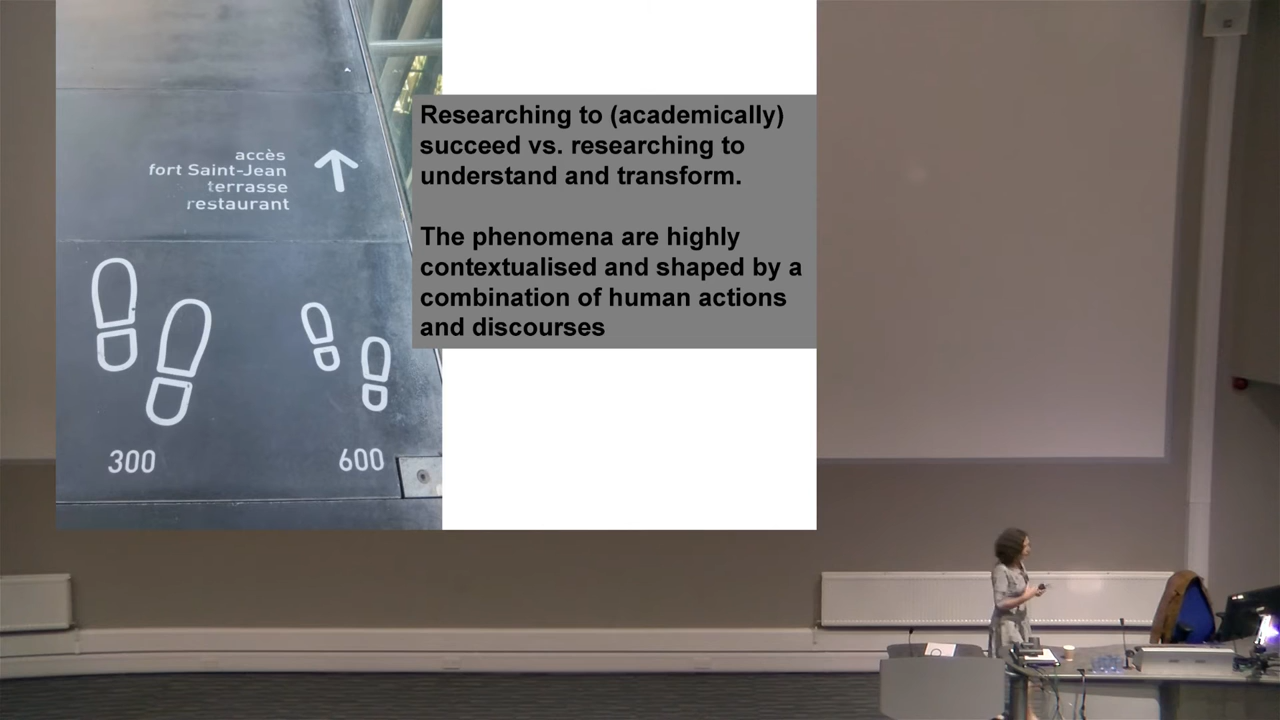 accès
fort Saint-Jean
terrasse
restaurant
300
600
Researching to (academically)
succeed vs. researching to
understand and transform.
The phenomena are highly
contextualised and shaped by a
combination of human actions
and discourses